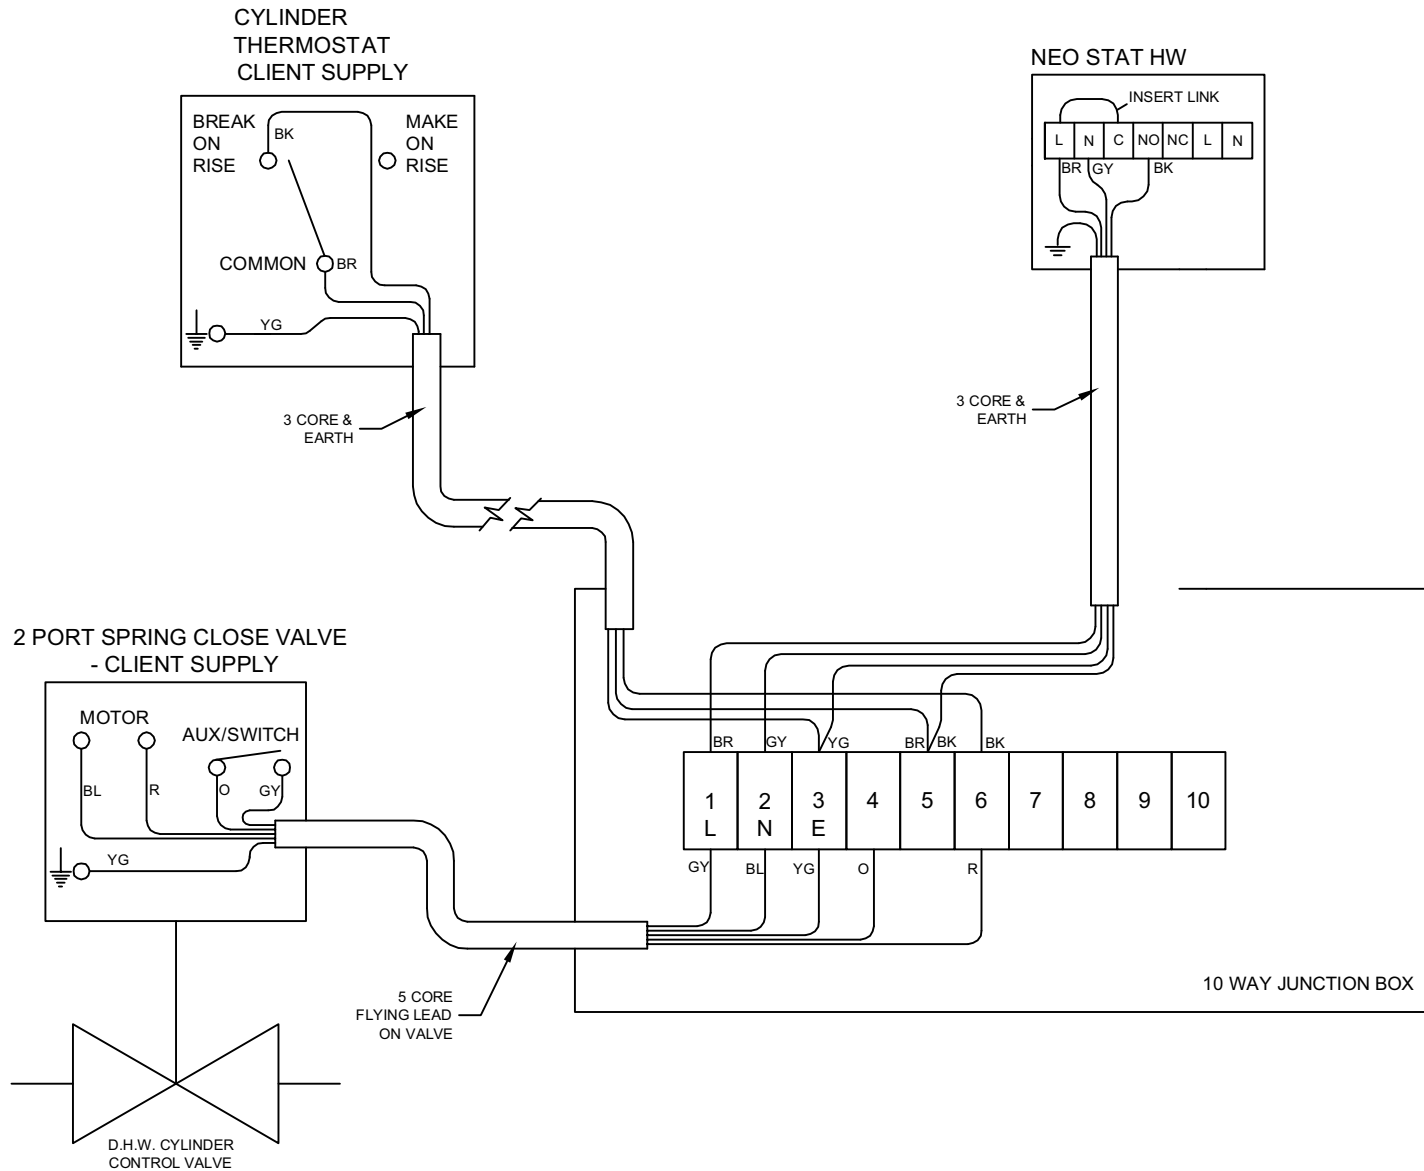 CYLINDER
THERMOSTAT
CLIENT SUPPLY
BREAK
ON
RISE
BK
MAKE
ON
RISE
COMMON
BR
YG
3 CORE &
EARTH
NEO STAT HW
INSERT LINK
L N C NO NC L N
BR GY BK
3 CORE &
EARTH
2 PORT SPRING CLOSE VALVE
- CLIENT SUPPLY
MOTOR
AUX/SWITCH
BL R O GY
YG
BR GY YG BR BK BK
1 2 3 4 5 6 7 8 9 10
L N E
GY BL YG O R
5 CORE
FLYING LEAD
ON VALVE
10 WAY JUNCTION BOX
D.H.W. CYLINDER
CONTROL VALVE